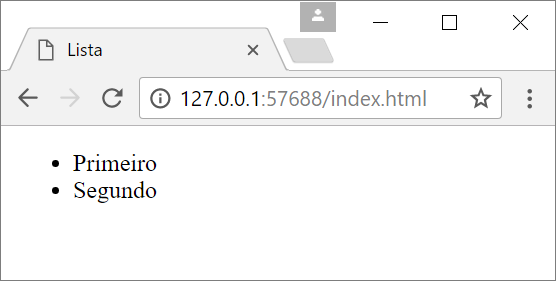 Lista
127.0.0.1:57688/index.html
Primeiro
Segundo